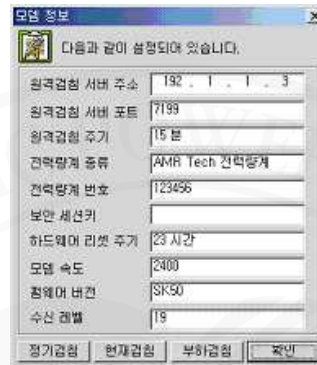 모뎀 정보
다음과 같이 설정되어 있습니다.
원격검침 서버 주소 192 . 1 . 1 . 3
원격검침 서버 포트 7199
원격검침 주기 15 분
전력량계 종류 AMR Tech 전력량계
전력량계 번호 123456
보안 세션키
하드웨어 리셋 주기 23 시간
모뎀 속도 2400
펌웨어 버전 SK50
수신 레벨 19
정기검침 현재검침 부하검침 확인